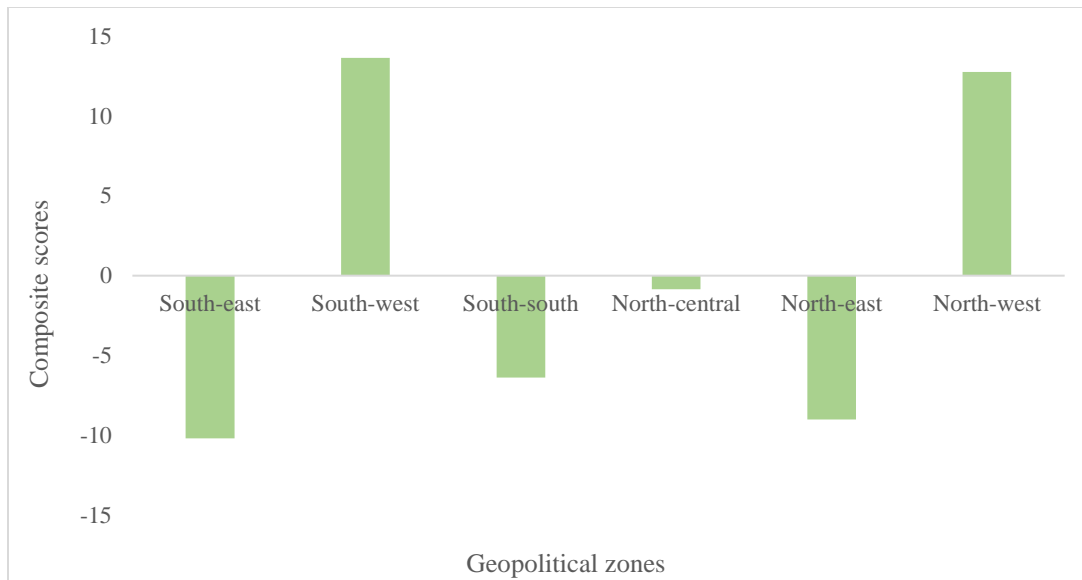 15
10
5
0
-5
-10
-15
Composite scores
South-east South-west South-south North-central North-east North-west
Geopolitical zones